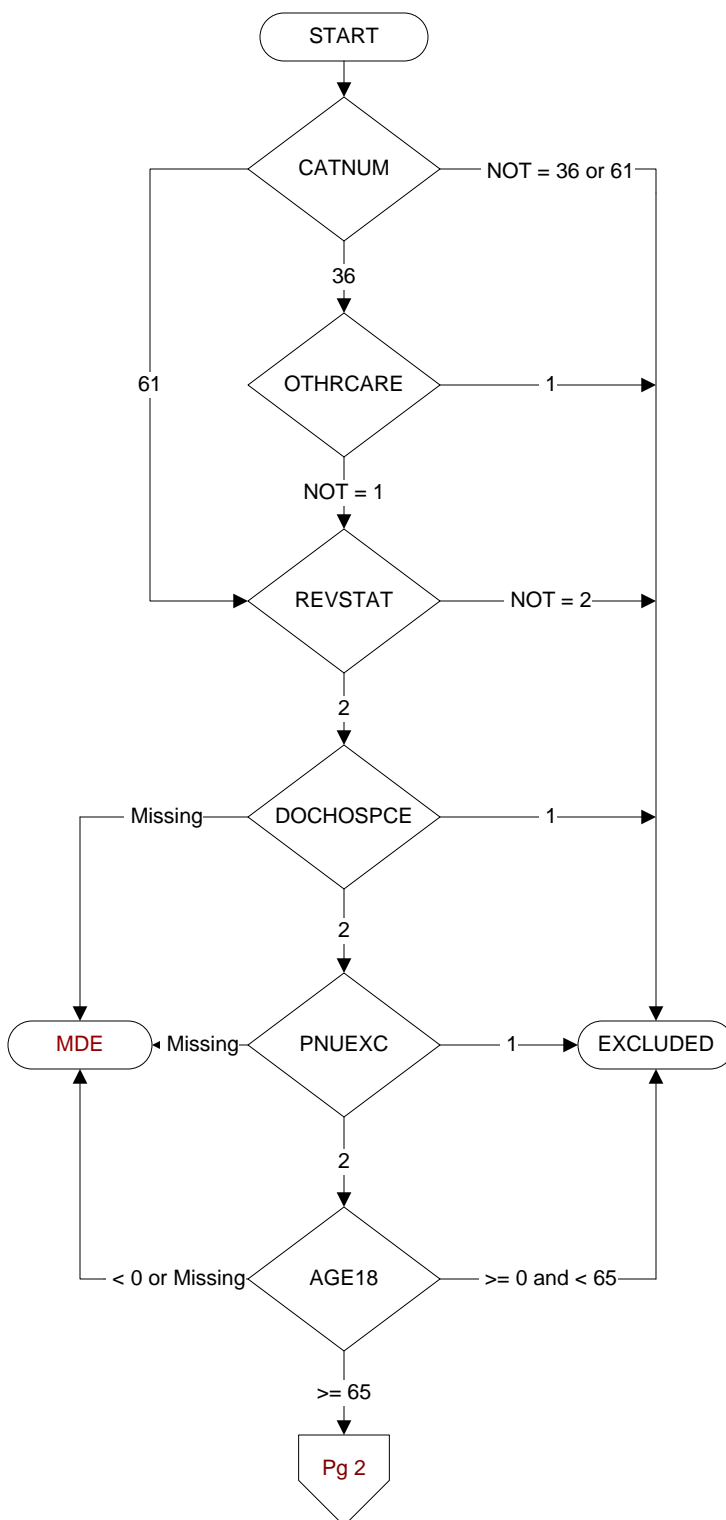 START
CATNUM
NOT = 36 or 61
36
61
OTHRCARE
1
NOT = 1
REVSTAT
NOT = 2
2
Missing
DOCHOSPCE
1
2
MDE
Missing
PNUEXC
1
EXCLUDED
2
< 0 or Missing
AGE18
>= 0 and < 65
>= 65
Pg 2